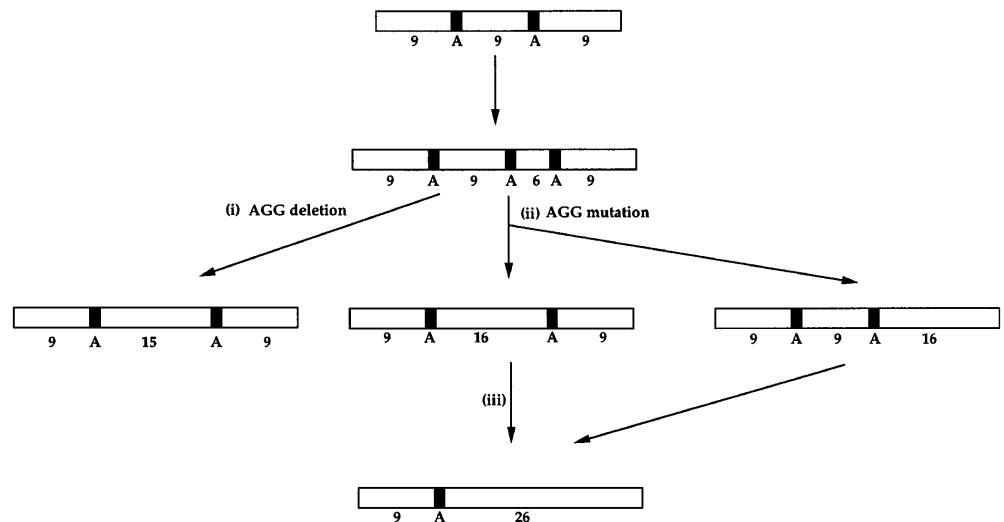 9 A 9 A 9
9 A 9 A 6 A 9
(i) AGG deletion
(ii) AGG mutation
9 A 15 A 9
9 A 16 A 9
9 A 9 A 16
(iii)
9 A 26